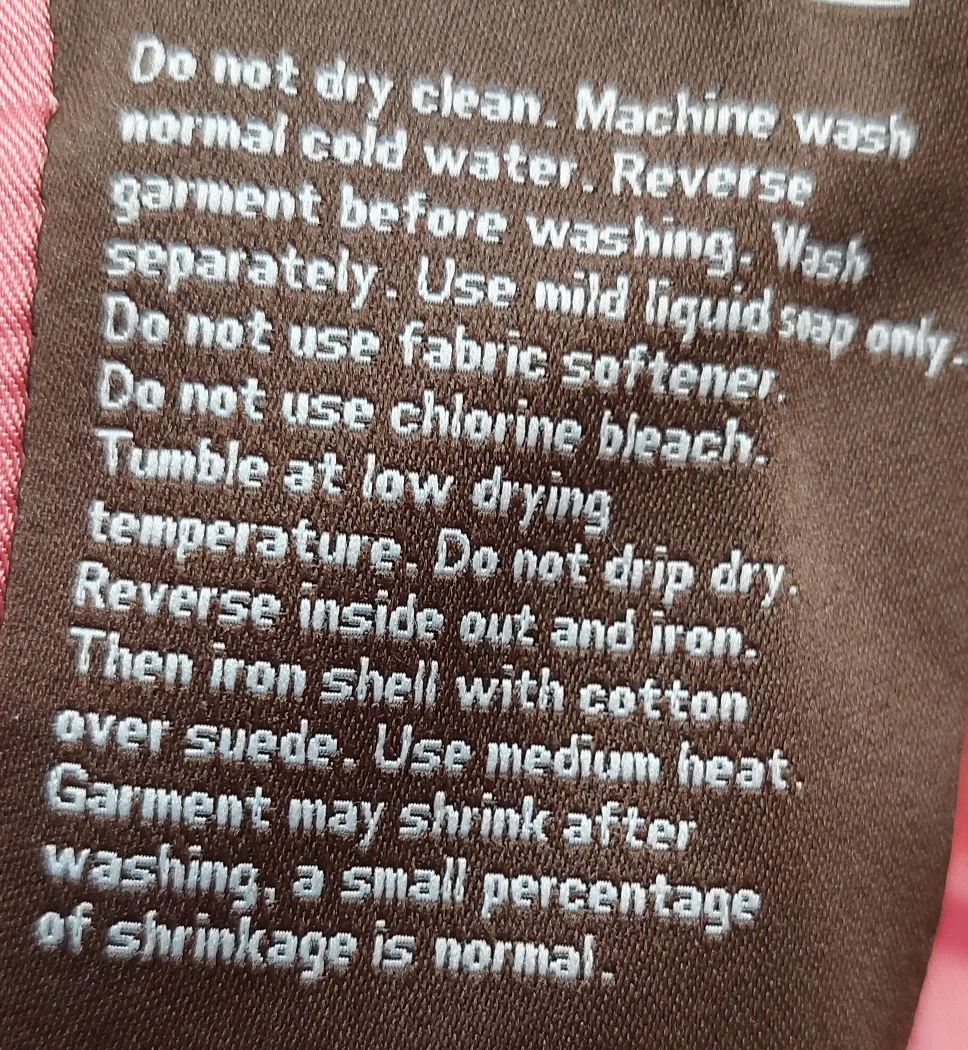 Do not dry clean. Machine wash
normal cold water. Reverse
garment before washing. Wash
separately. Use mild liquid soap only.
Do not use fabric softener.
Do not use chlorine bleach.
Tumble at low drying
temperature. Do not drip dry.
Reverse inside out and iron.
Then iron shell with cotton
over suede. Use medium heat.
Garment may shrink after
washing, a small percentage
of shrinkage is normal.